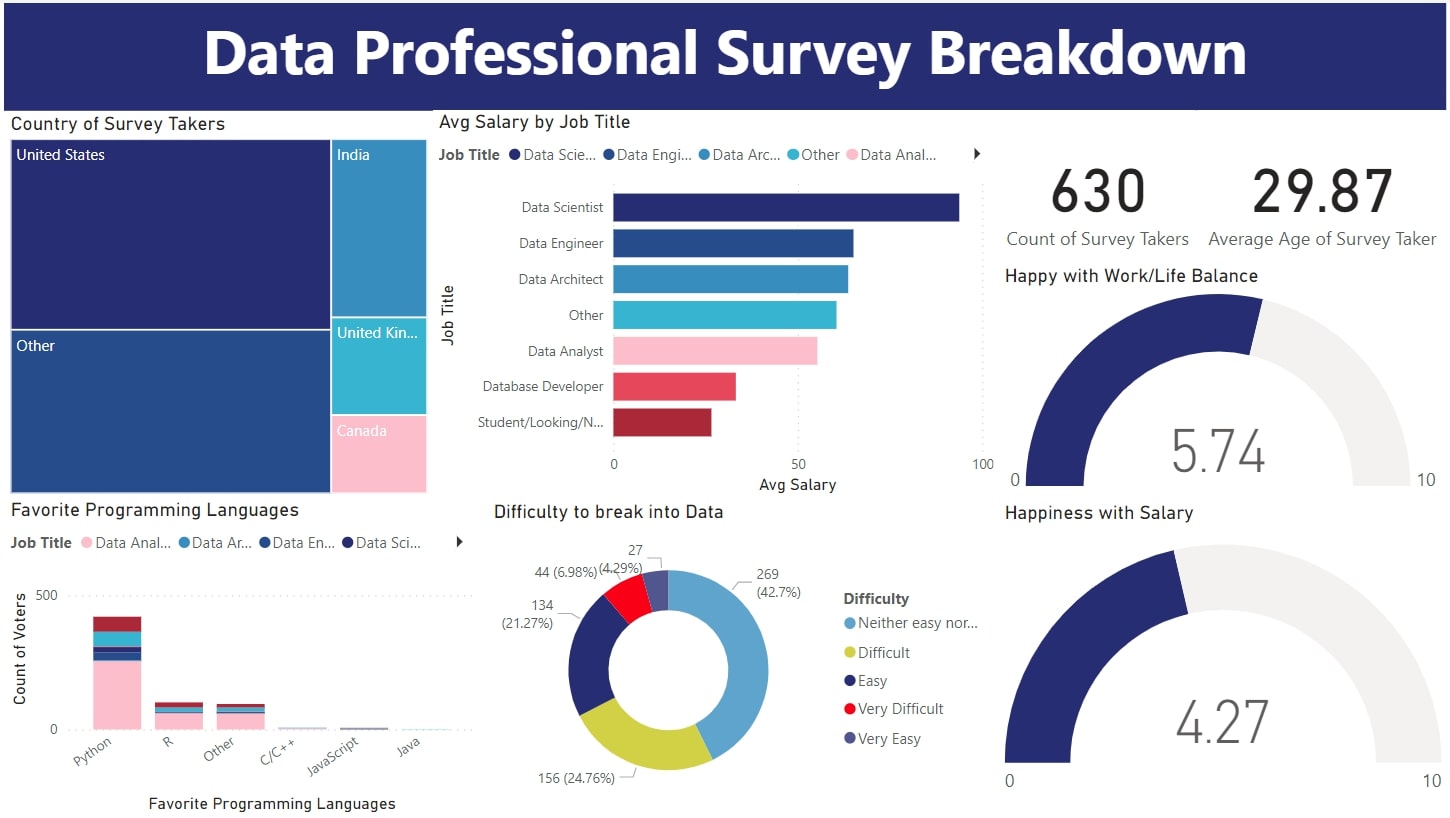 Data Professional Survey Breakdown
Country of Survey Takers
United States
India
Other
United Kin...
Canada
Avg Salary by Job Title
Job Title Data Scie... Data Engi... Data Arc... Other Data Anal...
Job Title
Data Scientist
Data Engineer
Data Architect
Other
Data Analyst
Database Developer
Student/Looking/N...
0 50 100
Avg Salary
630
Count of Survey Takers
29.87
Average Age of Survey Taker
Happy with Work/Life Balance
5.74
0 10
Favorite Programming Languages
Job Title Data Anal... Data Ar... Data En... Data Sci...
Count of Voters
500
0
Python R Other C/C++ JavaScript Java
Favorite Programming Languages
Difficulty to break into Data
27
(4.29%)
44 (6.98%)
269
(42.7%)
134
(21.27%)
156 (24.76%)
Difficulty
Neither easy nor...
Difficult
Easy
Very Difficult
Very Easy
Happiness with Salary
4.27
0 10